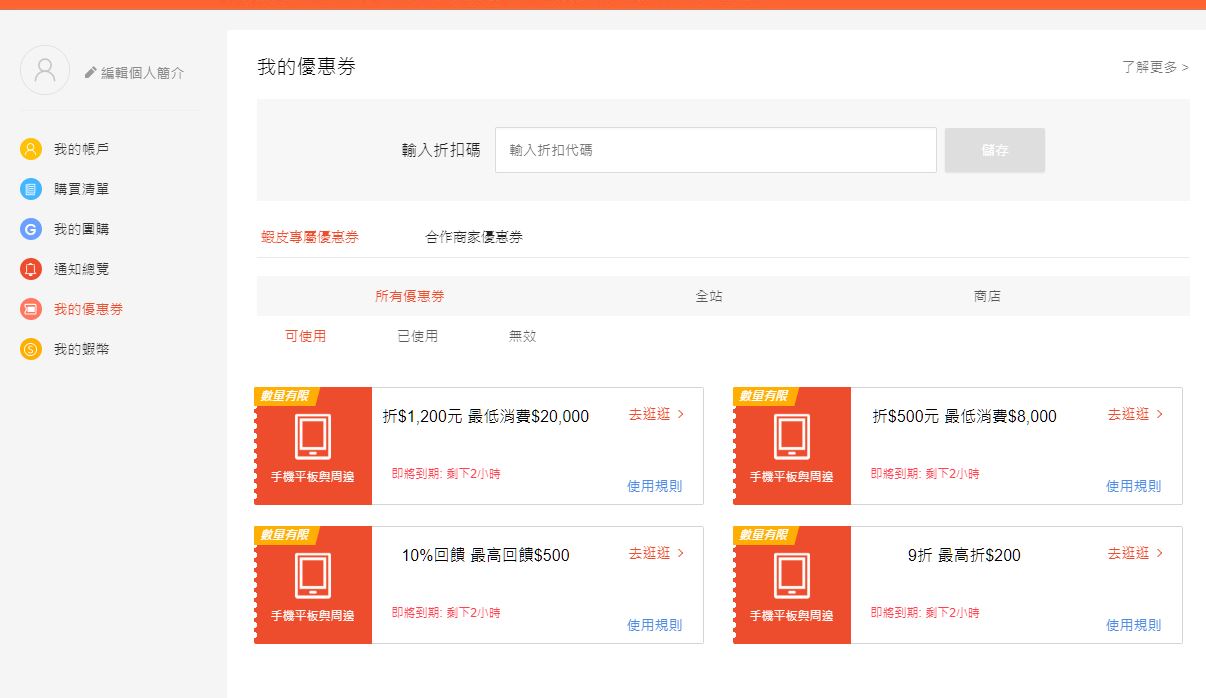 編輯個人簡介
我的帳戶
購買清單
我的團購
通知總覽
我的優惠券
我的蝦幣
我的優惠券
了解更多 >
輸入折扣碼
輸入折扣代碼
儲存
蝦皮專屬優惠券
合作商家優惠券
所有優惠券
全站
商店
可使用
已使用
無效
數量有限
手機平板與周邊
折$1,200元 最低消費$20,000
去逛逛 >
即將到期: 剩下2小時
使用規則
數量有限
手機平板與周邊
折$500元 最低消費$8,000
去逛逛 >
即將到期: 剩下2小時
使用規則
數量有限
手機平板與周邊
10%回饋 最高回饋$500
去逛逛 >
即將到期: 剩下2小時
使用規則
數量有限
手機平板與周邊
9折 最高折$200
去逛逛 >
即將到期: 剩下2小時
使用規則